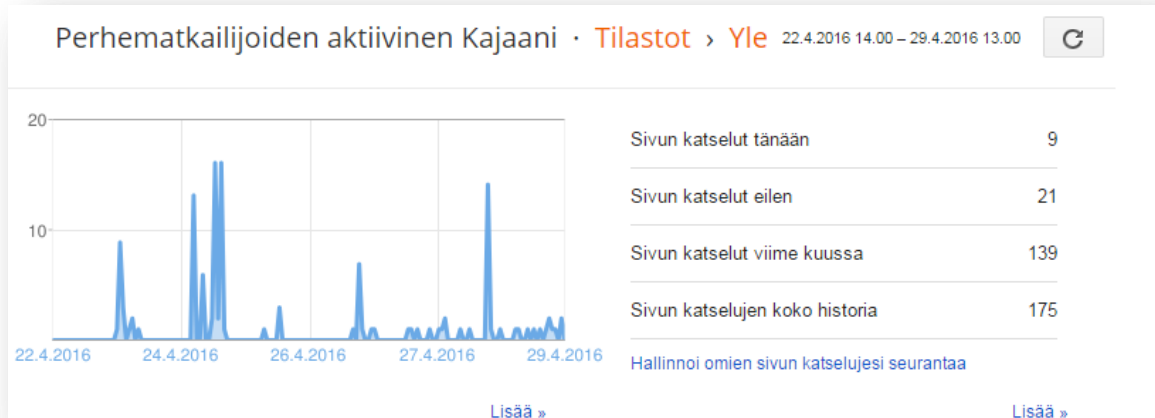 Perhematkailijoiden aktiivinen Kajaani · Tilastot › Yle 22.4.2016 14.00 – 29.4.2016 13.00
20
10
22.4.2016 24.4.2016 26.4.2016 27.4.2016 29.4.2016
Lisää »
Sivun katselut tänään 9
Sivun katselut eilen 21
Sivun katselut viime kuussa 139
Sivun katselujen koko historia 175
Hallinnoi omien sivun katselujesi seurantaa
Lisää »